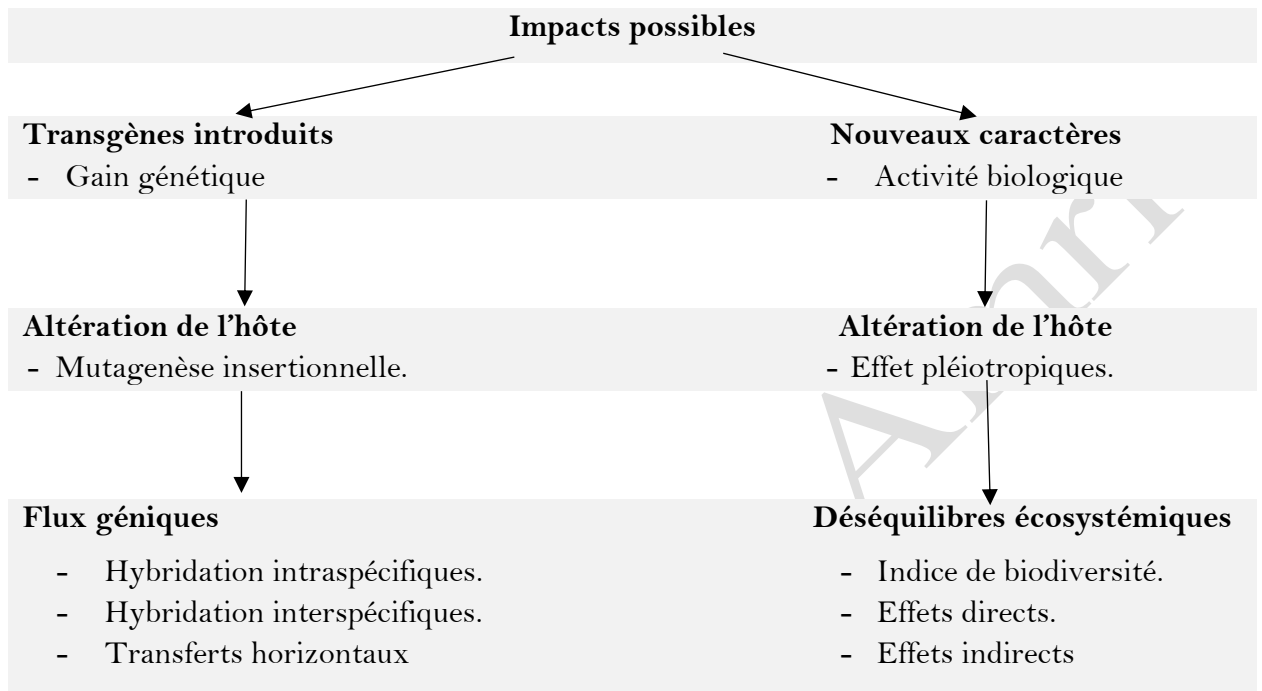 Impacts possibles
Transgènes introduits
- Gain génétique
Nouveaux caractères
- Activité biologique
Altération de l’hôte
- Mutagenèse insertionnelle.
Altération de l’hôte
- Effet pléiotropiques.
Flux géniques
- Hybridation intraspécifiques.
- Hybridation interspécifiques.
- Transferts horizontaux
Déséquilibres écosystémiques
- Indice de biodiversité.
- Effets directs.
- Effets indirects